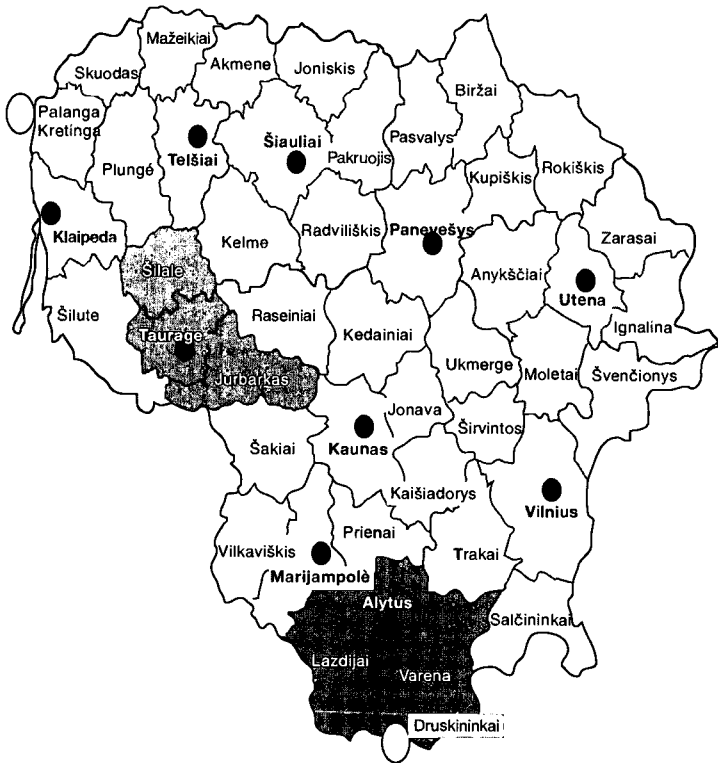 Mažeikiai
Skuodas
Akmene
Joniskis
Biržai
Palanga
Kretinga
Plungé
Telšiai
Šiauliai
Pakruojis
Pasvalys
Kupiškis
Rokiškis
Klaipeda
Kelme
Radviliškis
Panevešys
Zarasai
Šilale
Anykščiai
Utena
Šilute
Taurage
Raseiniai
Kedainiai
Ignalina
Jurbarkas
Ukmerge
Moletai
Švenčionys
Jonava
Širvintos
Šakiai
Kaunas
Kaišiadorys
Vilnius
Prienai
Vilkaviškis
Trakai
Marijampolè
Alytus
Salčininkai
Lazdijai
Varena
Druskininkai